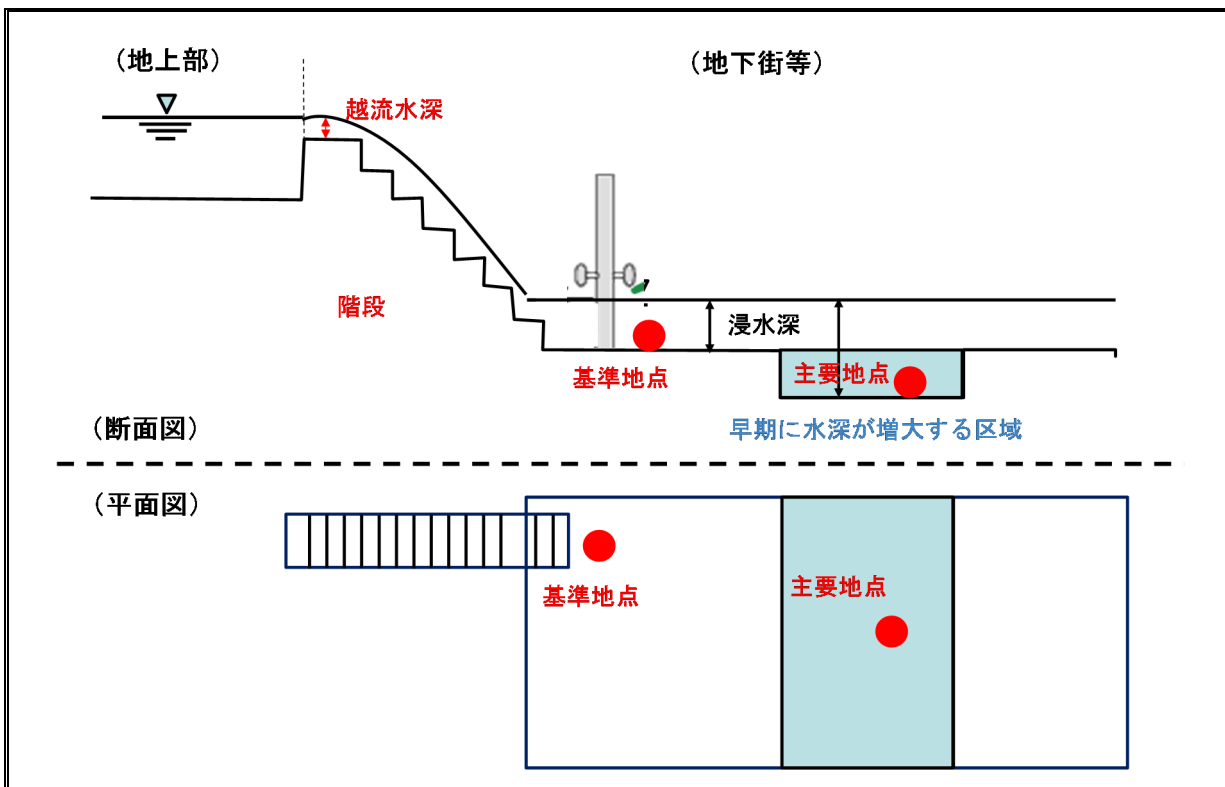 （地上部）
（地下街等）
越流水深
階段
浸水深
基準地点
主要地点
早期に水深が増大する区域
（断面図）
（平面図）
基準地点
主要地点